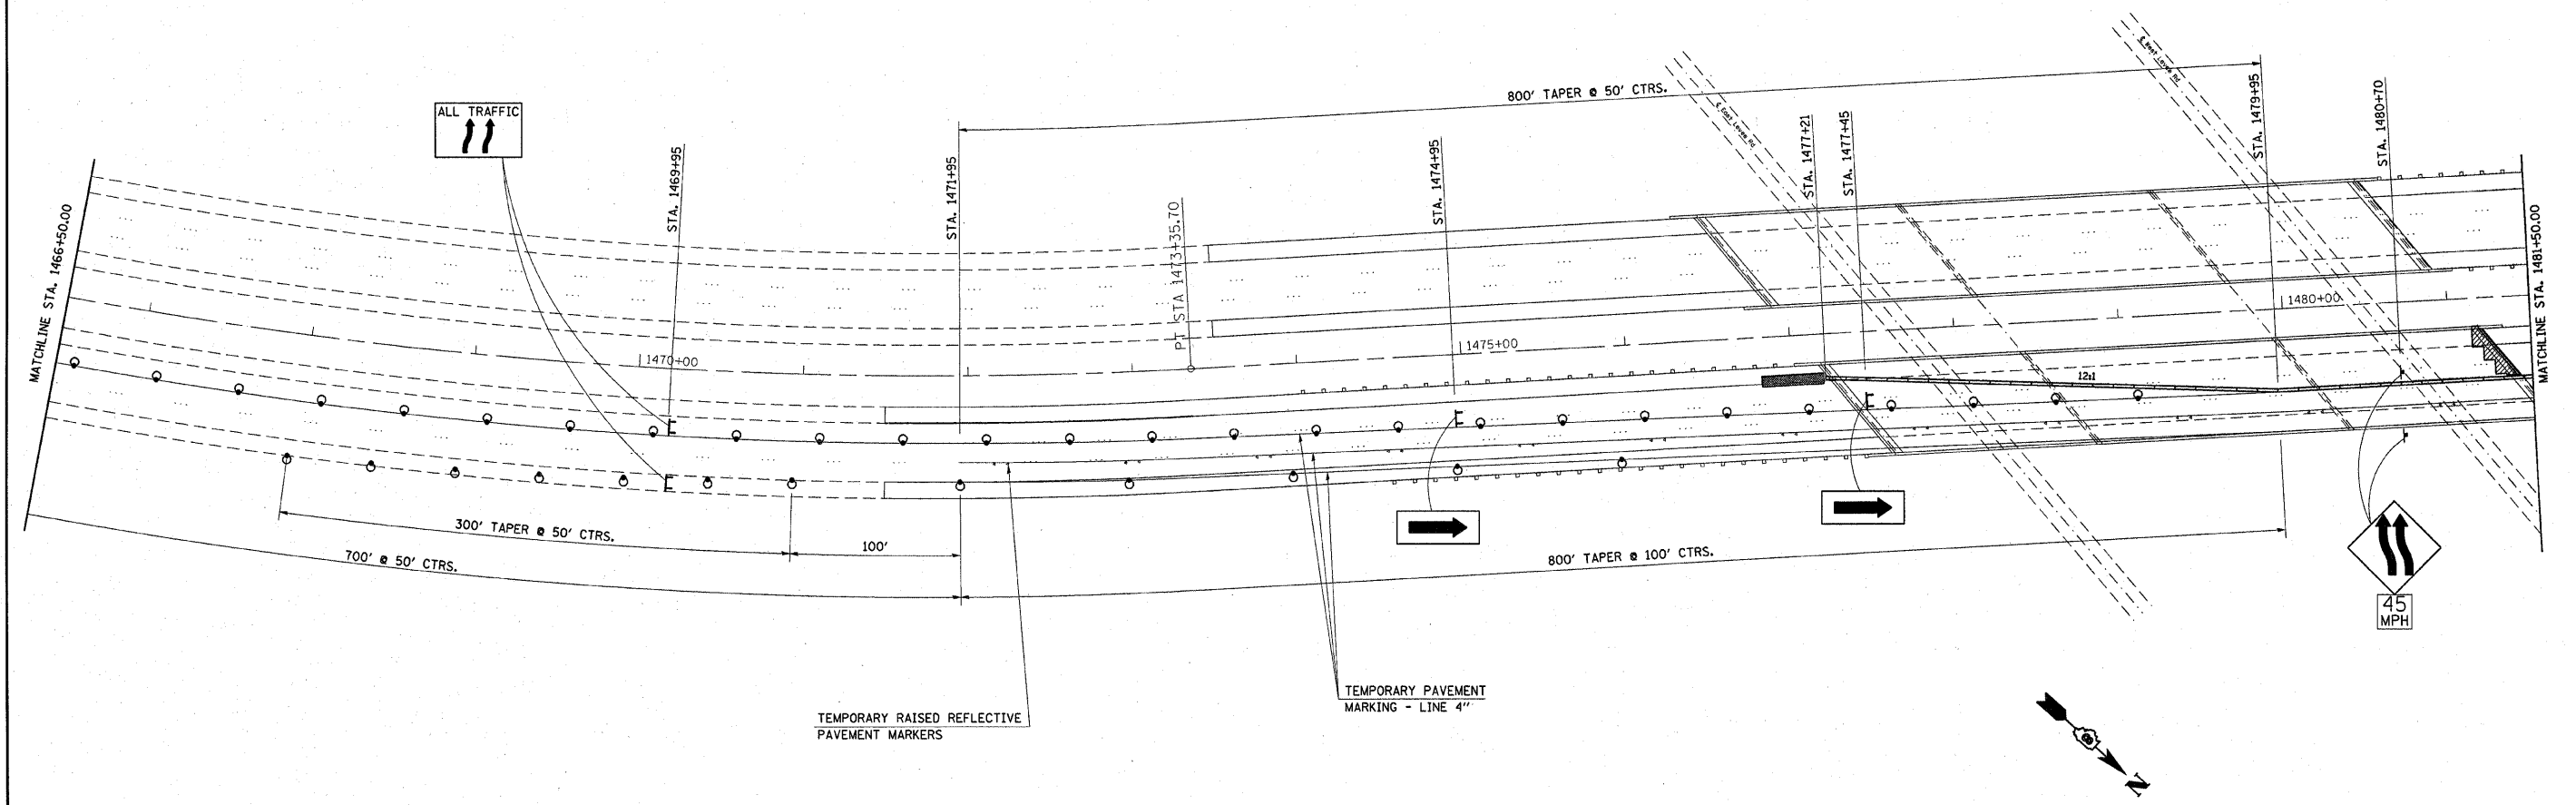 MATCHLINE STA. 1466+50.00
ALL TRAFFIC
STA. 1469+95
STA. 1471+95
PT STA 1473+35.70
STA. 1474+95
800' TAPER @ 50' CTRS.
STA. 1477+21
STA. 1477+45
STA. 1479+95
STA. 1480+70
MATCHLINE STA. 1481+50.00
1470+00
1475+00
1480+00
12:1
300' TAPER @ 50' CTRS.
100'
700' @ 50' CTRS.
800' TAPER @ 100' CTRS.
45
MPH
TEMPORARY RAISED REFLECTIVE
PAVEMENT MARKERS
TEMPORARY PAVEMENT
MARKING - LINE 4"
N